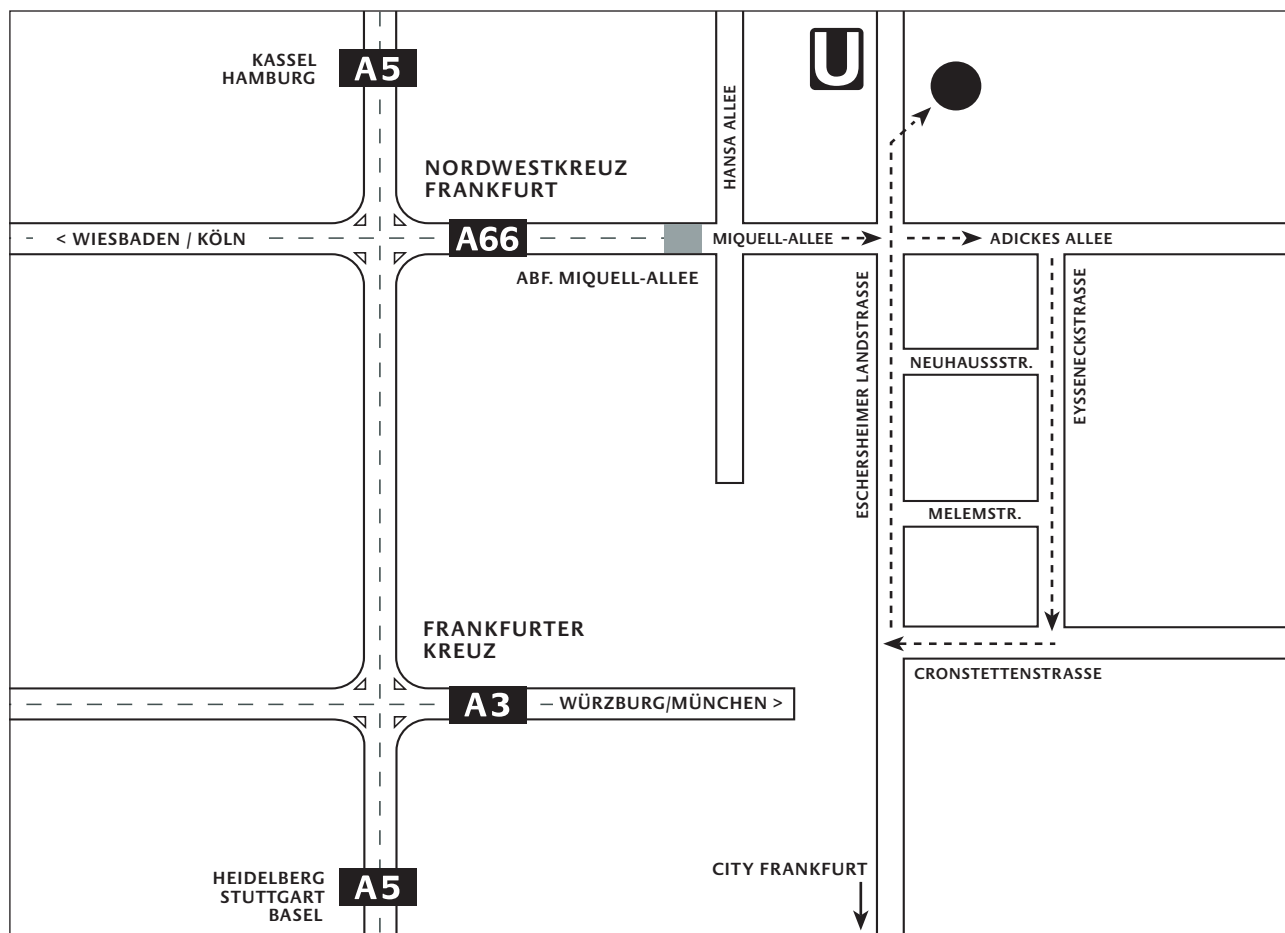 KASSEL
HAMBURG
A5
U
HANSA ALLEE
NORDWESTKREUZ
FRANKFURT
< WIESBADEN / KÖLN
A66
MIQUELL-ALLEE
ADICKES ALLEE
ABF. MIQUELL-ALLEE
ESCHERSHEIMER LANDSTRASSE
EYSSENECKSTRASSE
NEUHAUSSSTR.
MELEMSTR.
FRANKFURTER
KREUZ
CRONSTETTENSTRASSE
A3
WÜRZBURG/MÜNCHEN >
CITY FRANKFURT
HEIDELBERG
STUTTGART
BASEL
A5